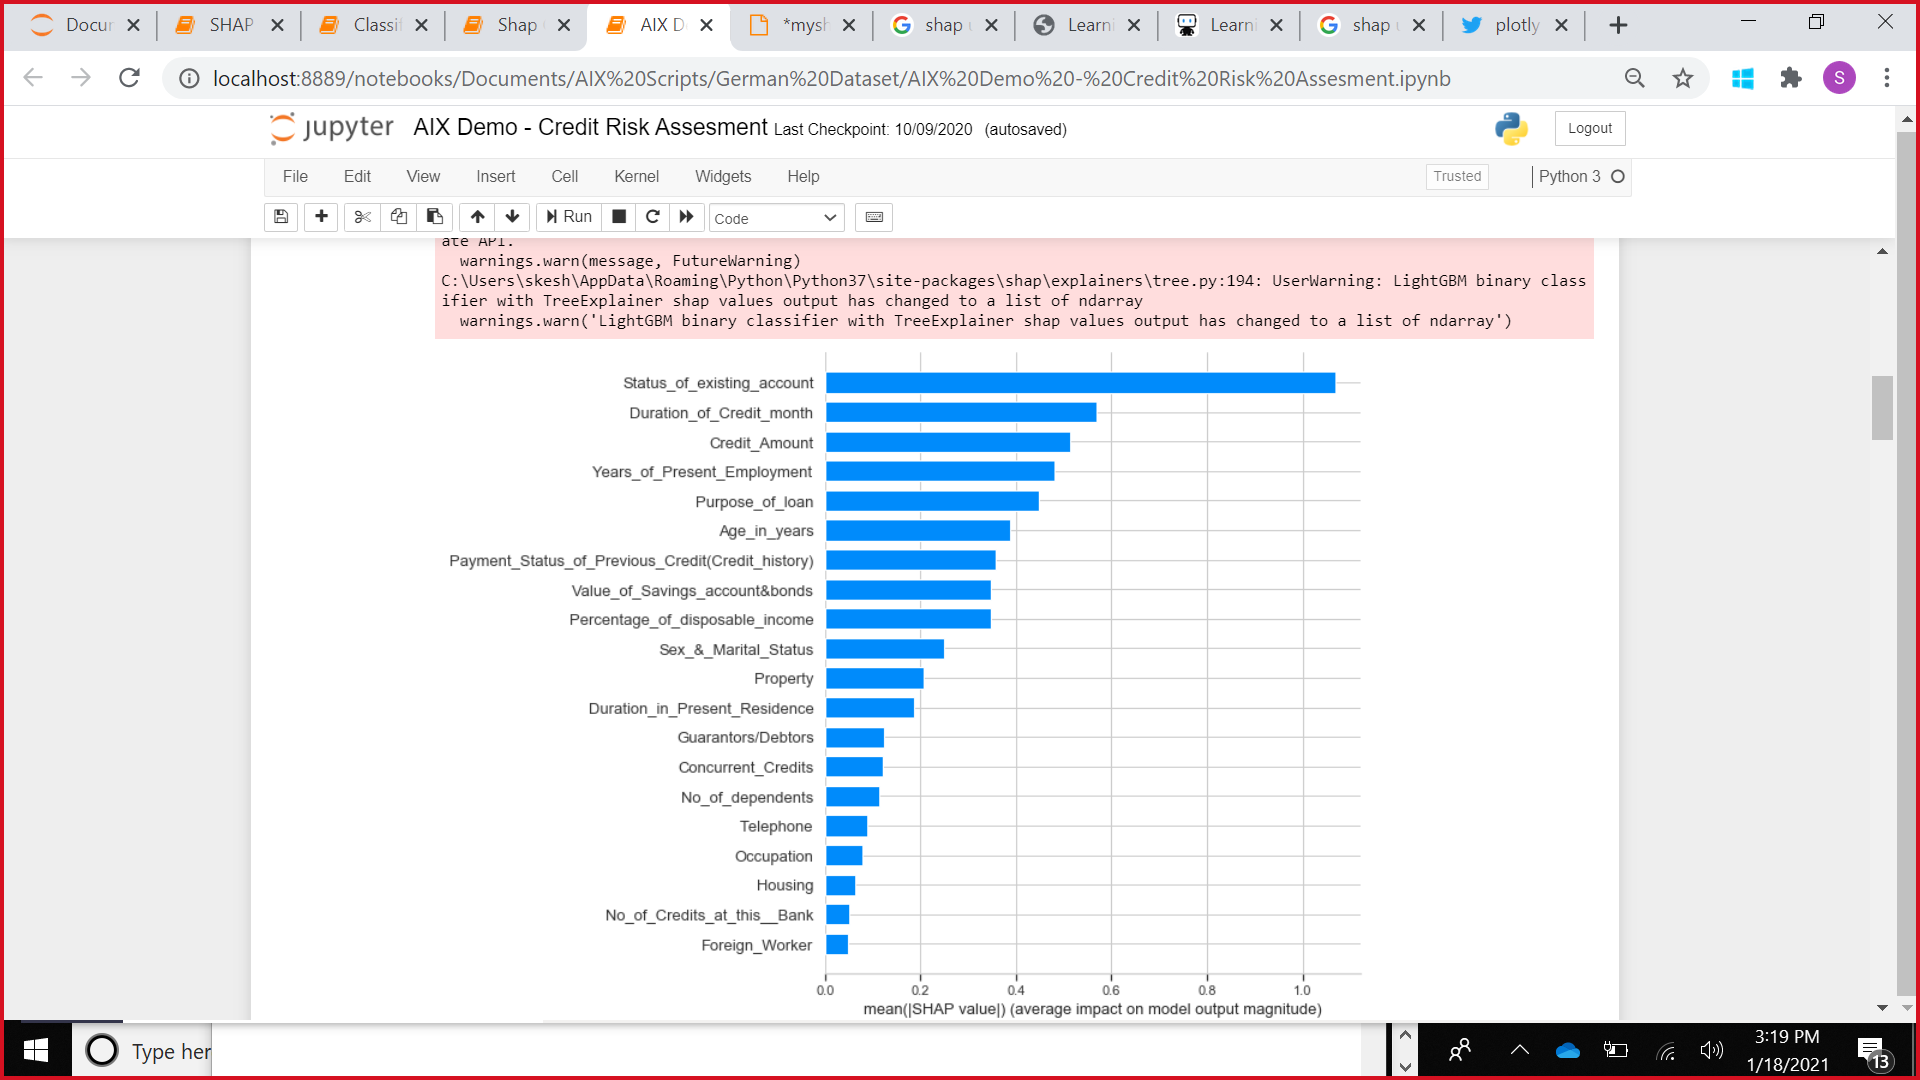 Docur
SHAP
Classif
Shap
AIX D
*mysh
shap
Learni
Learni
shap
plotly
localhost:8889/notebooks/Documents/AIX%20Scripts/German%20Dataset/AIX%20Demo%20-%20Credit%20Risk%20Assesment.ipynb
S
jupyter AIX Demo - Credit Risk Assesment Last Checkpoint: 10/09/2020 (autosaved)
Logout
File Edit View Insert Cell Kernel Widgets Help
Trusted
Python 3
Run
Code
ate API.
warnings.warn(message, FutureWarning)
C:\Users\skesh\AppData\Roaming\Python\Python37\site-packages\shap\explainers\tree.py:194: UserWarning: LightGBM binary class
ifier with TreeExplainer shap values output has changed to a list of ndarray
warnings.warn('LightGBM binary classifier with TreeExplainer shap values output has changed to a list of ndarray')
Status_of_existing_account
Duration_of_Credit_month
Credit_Amount
Years_of_Present_Employment
Purpose_of_loan
Age_in_years
Payment_Status_of_Previous_Credit(Credit_history)
Value_of_Savings_account&bonds
Percentage_of_disposable_income
Sex_&_Marital_Status
Property
Duration_in_Present_Residence
Guarantors/Debtors
Concurrent_Credits
No_of_dependents
Telephone
Occupation
Housing
No_of_Credits_at_this__Bank
Foreign_Worker
0.0 0.2 0.4 0.6 0.8 1.0
mean(|SHAP value|) (average impact on model output magnitude)
Type her
3:19 PM
1/18/2021
13